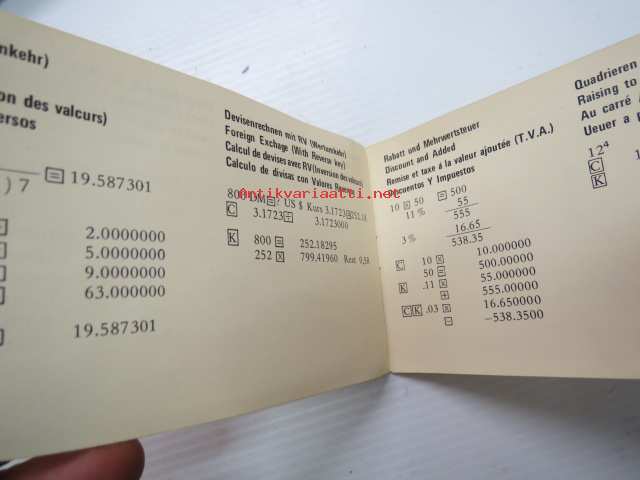 nkehr)
on des valcurs)
ersos
)7 = 19.587301
2.0000000
5.0000000
9.0000000
63.000000
19.587301
Devisenrechnen mit RV (Wertumkehr)
Foreign Exchage (With Reverse key)
Calcul de devises avec RV (Inversion des valeurs)
Calculo de divisas con Valores
800 DM = ? US $ Kurs 3.1723
C 3.1723 ÷ 3.1723000
K 800 = 252.18295
252 × 799.41960 Rest 0,58
antikvariaatti.net
Rabatt und Mehrwertsteuer
Discount and Added
Remise et taxe à la valeur ajoutée (T.V.A.)
cuentos Y Impuestos
10 × 50 = 500
11 % 55
555
3 % 16.65
538.35
10.000000
C 10 × 500.00000
50 = 55.000000
K .11 × 555.00000
+ 16.650000
C K .03 × -538.3500
−
Quadrieren
Raising to
Au carré
Ueuer a p
12⁴
C
K